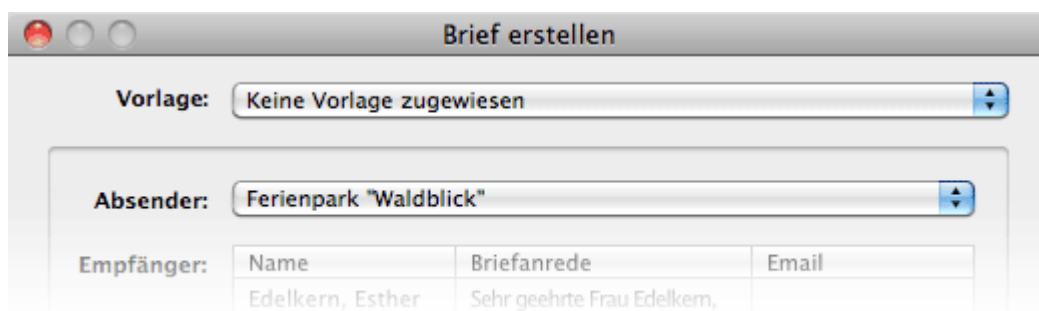 Brief erstellen
Vorlage: Keine Vorlage zugewiesen
Absender: Ferienpark "Waldblick"
Empfänger: Name Briefanrede Email
Edelkern, Esther Sehr geehrte Frau Edelkern,